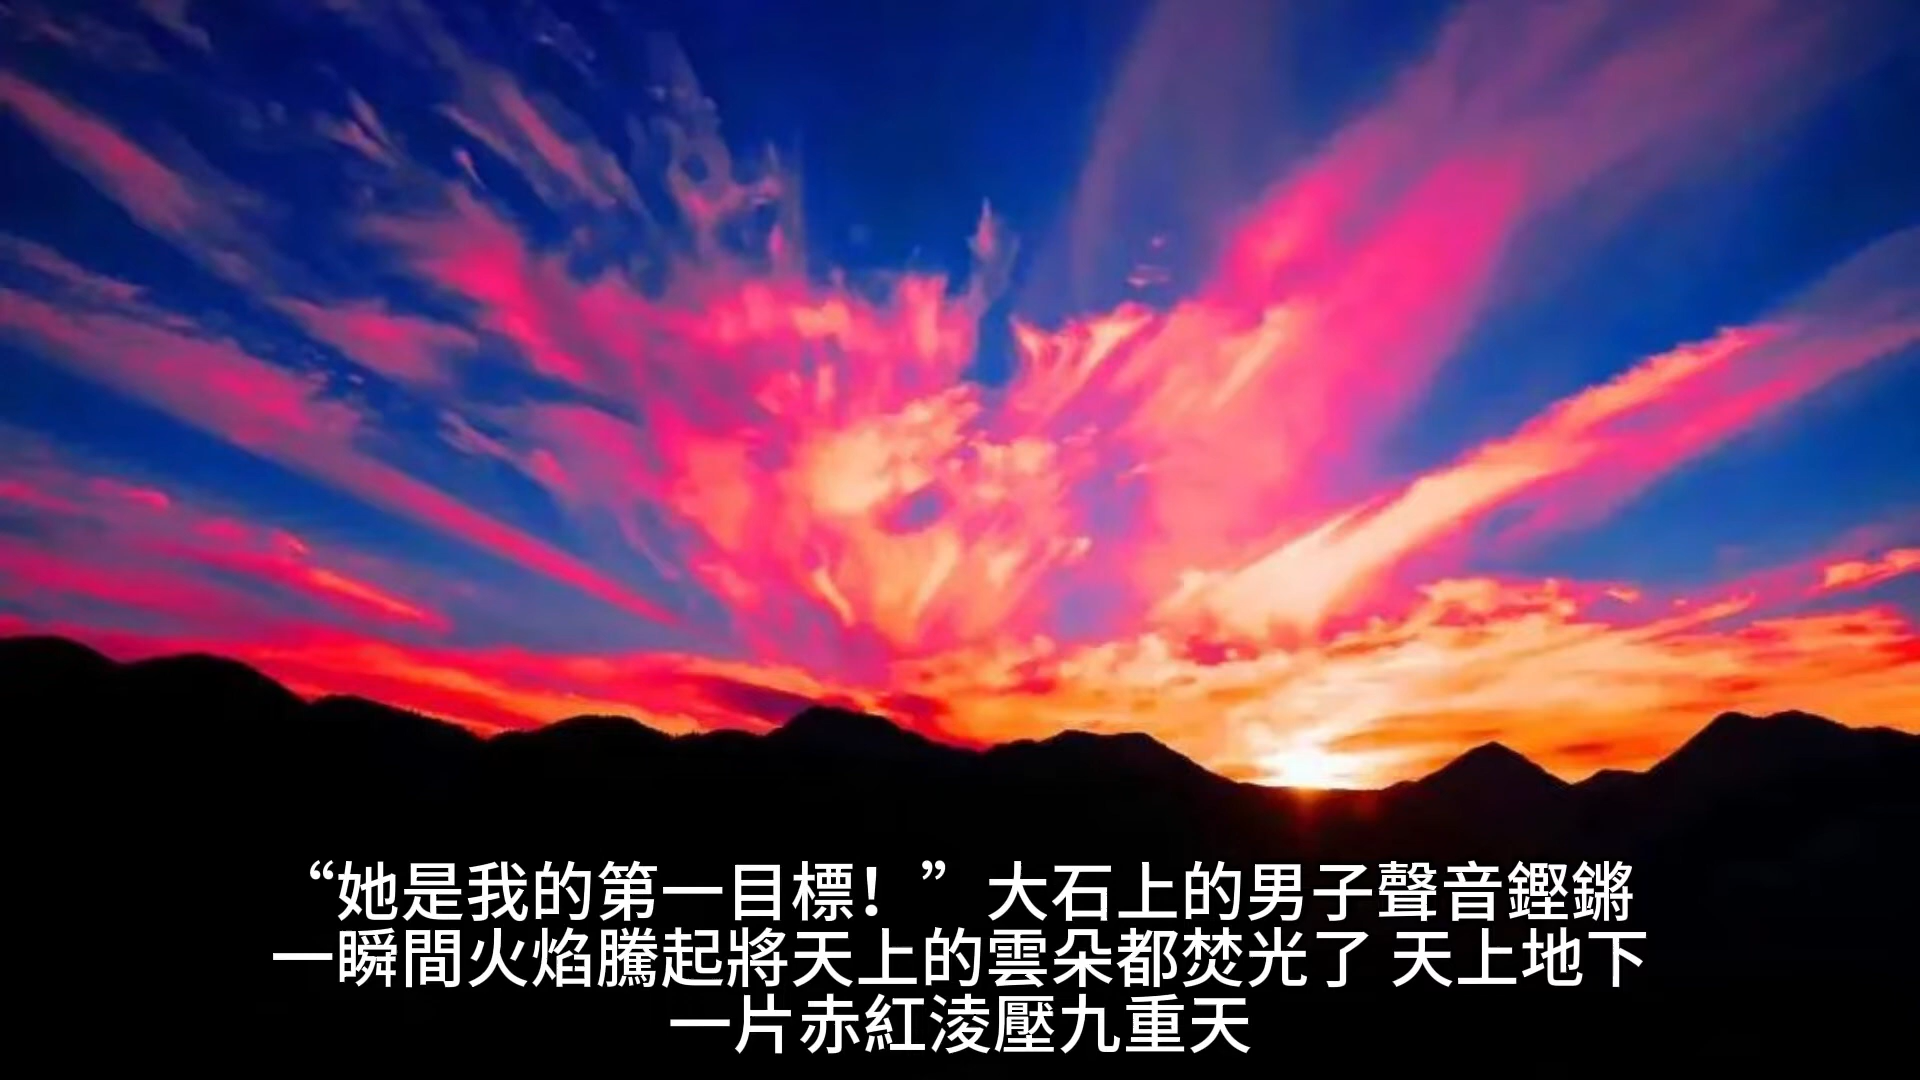 “她是我的第一目標！”大石上的男子聲音鏗鏘
一瞬間火焰騰起將天上的雲朵都焚光了 天上地下
一片赤紅淩壓九重天